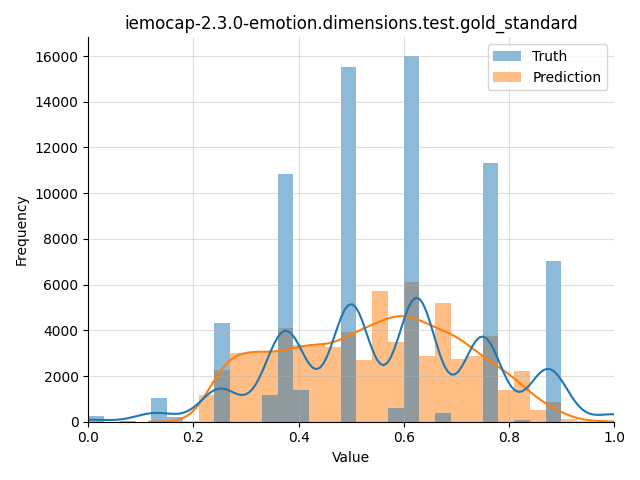 iemocap-2.3.0-emotion.dimensions.test.gold_standard
Truth
Prediction
Frequency
16000
14000
12000
10000
8000
6000
4000
2000
0
0.0 0.2 0.4 0.6 0.8 1.0
Value